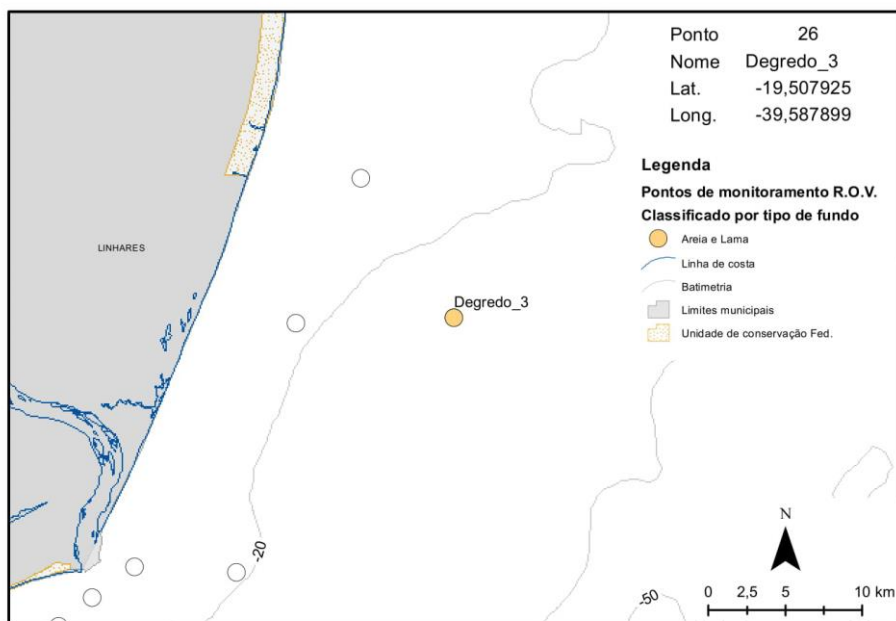 Ponto 26
Nome Degredo_3
Lat. -19,507925
Long. -39,587899
Legenda
Pontos de monitoramento R.O.V.
Classificado por tipo de fundo
Areia e Lama
Linha de costa
Batimetria
Limites municipais
Unidade de conservação Fed.
LINHARES
Degredo_3
-20
-50
N
0 2,5 5 10 km